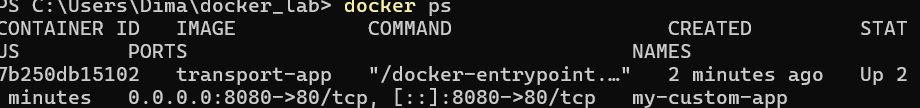 PS C:\Users\Dima\docker_lab> docker ps
CONTAINER ID   IMAGE           COMMAND                  CREATED         STAT
US         PORTS                                     NAMES
7b250db15102   transport-app   "/docker-entrypoint.…"   2 minutes ago   Up 2
 minutes   0.0.0.0:8080->80/tcp, [::]:8080->80/tcp   my-custom-app